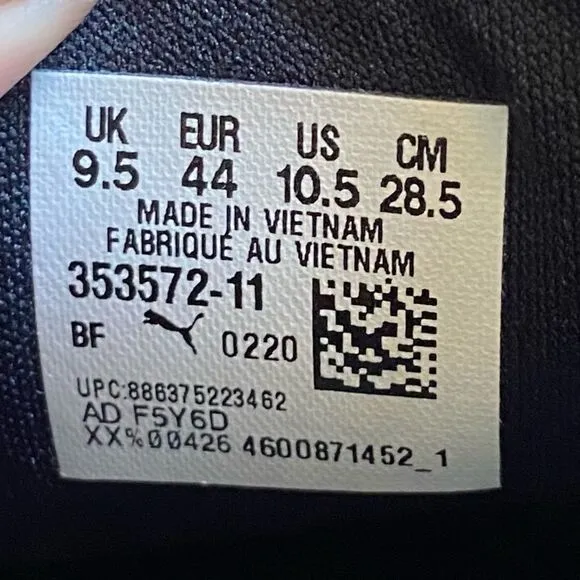 UK EUR US CM
9.5 44 10.5 28.5
MADE IN VIETNAM
FABRIQUÉ AU VIETNAM
353572-11
BF 0220
UPC:886375223462
AD F5Y6D
XX%00426 4600871452_1